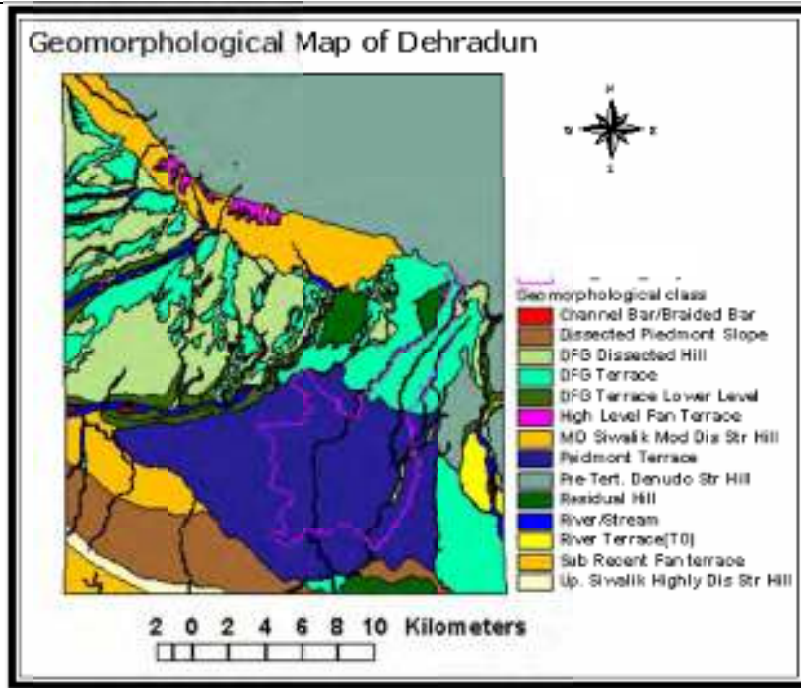 Geomorphological Map of Dehradun
N
E
S
Geomorphological class
Channel Bar/Braided Bar
Dissected Piedmont Slope
DFG Dissected Hill
DFG Terrace
DFG Terrace Lower Level
High Level Fan Terrace
MD Siwalik Mod Dis Str Hill
Peidmont Terrace
Pre-Tert. Denudo Str Hill
Residual Hill
River/Stream
River Terrace(T0)
Sub Recent Fan terrace
Up. Siwalik Highly Dis Str Hill
2 0 2 4 6 8 10 Kilometers